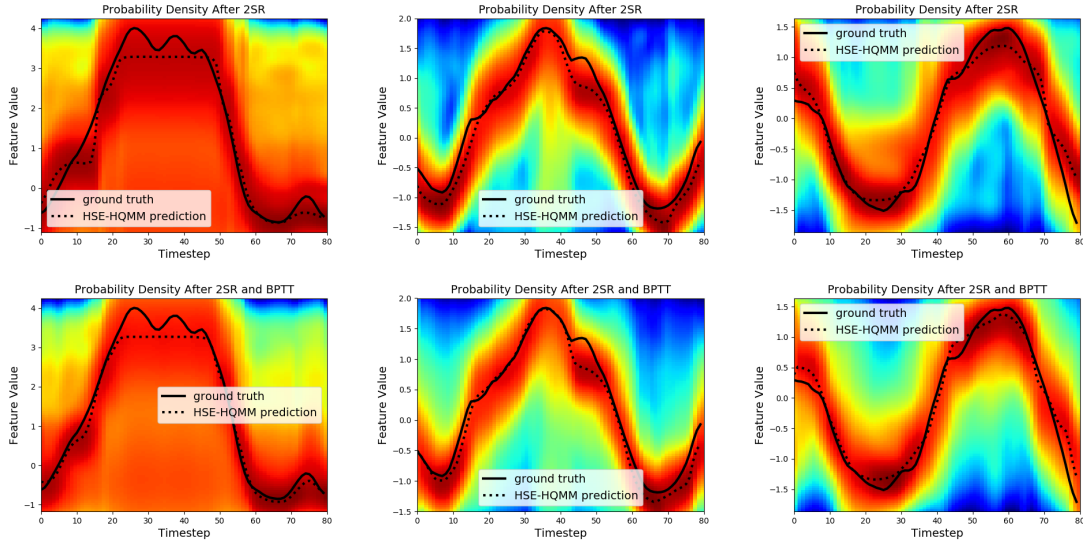 Probability Density After 2SR
Feature Value
4
3
2
1
0
−1
ground truth
HSE-HQMM prediction
0 10 20 30 40 50 60 70 80
Timestep
Probability Density After 2SR
Feature Value
2.0
1.5
1.0
0.5
0.0
−0.5
−1.0
−1.5
ground truth
HSE-HQMM prediction
0 10 20 30 40 50 60 70 80
Timestep
Probability Density After 2SR
Feature Value
ground truth
HSE-HQMM prediction
1.5
1.0
0.5
0.0
−0.5
−1.0
−1.5
0 10 20 30 40 50 60 70 80
Timestep
Probability Density After 2SR and BPTT
Feature Value
4
3
2
1
0
−1
ground truth
HSE-HQMM prediction
0 10 20 30 40 50 60 70 80
Timestep
Probability Density After 2SR and BPTT
Feature Value
2.0
1.5
1.0
0.5
0.0
−0.5
−1.0
−1.5
ground truth
HSE-HQMM prediction
0 10 20 30 40 50 60 70 80
Timestep
Probability Density After 2SR and BPTT
Feature Value
ground truth
HSE-HQMM prediction
1.5
1.0
0.5
0.0
−0.5
−1.0
−1.5
0 10 20 30 40 50 60 70 80
Timestep